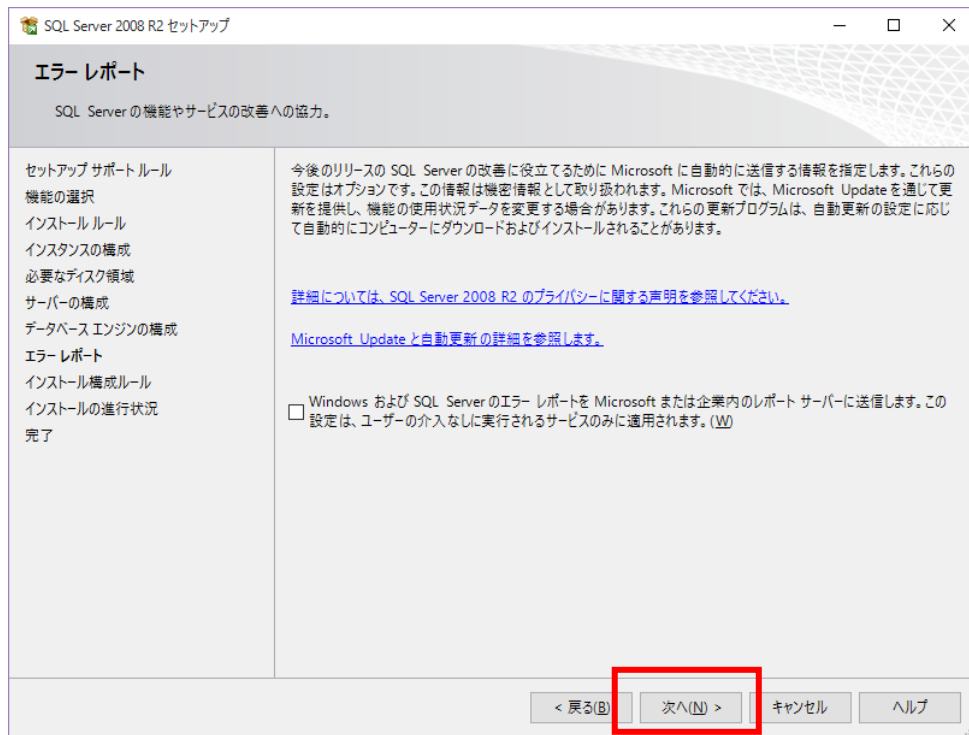 SQL Server 2008 R2 セットアップ
エラー レポート
SQL Server の機能やサービスの改善への協力。
セットアップ サポート ルール
機能の選択
インストール ルール
インスタンスの構成
必要なディスク領域
サーバーの構成
データベース エンジンの構成
エラー レポート
インストール構成ルール
インストールの進行状況
完了
今後のリリースの SQL Server の改善に役立てるために Microsoft に自動的に送信する情報を指定します。これらの
設定はオプションです。この情報は機密情報として取り扱われます。Microsoft では、Microsoft Update を通じて更
新を提供し、機能の使用状況データを変更する場合があります。これらの更新プログラムは、自動更新の設定に応じ
て自動的にコンピューターにダウンロードおよびインストールされることがあります。
詳細については、SQL Server 2008 R2 のプライバシーに関する声明を参照してください。
Microsoft Update と自動更新の詳細を参照します。
Windows および SQL Server のエラー レポートを Microsoft または企業内のレポート サーバーに送信します。この
設定は、ユーザーの介入なしに実行されるサービスのみに適用されます。(W)
< 戻る(B)
次へ(N) >
キャンセル
ヘルプ